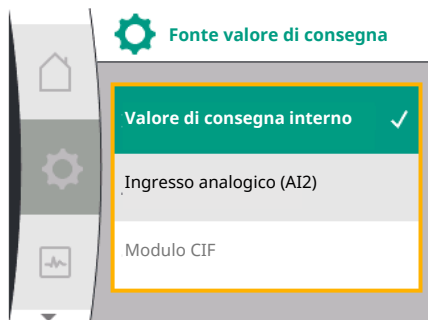 Fonte valore di consegna
Valore di consegna interno
Ingresso analogico (AI2)
Modulo CIF